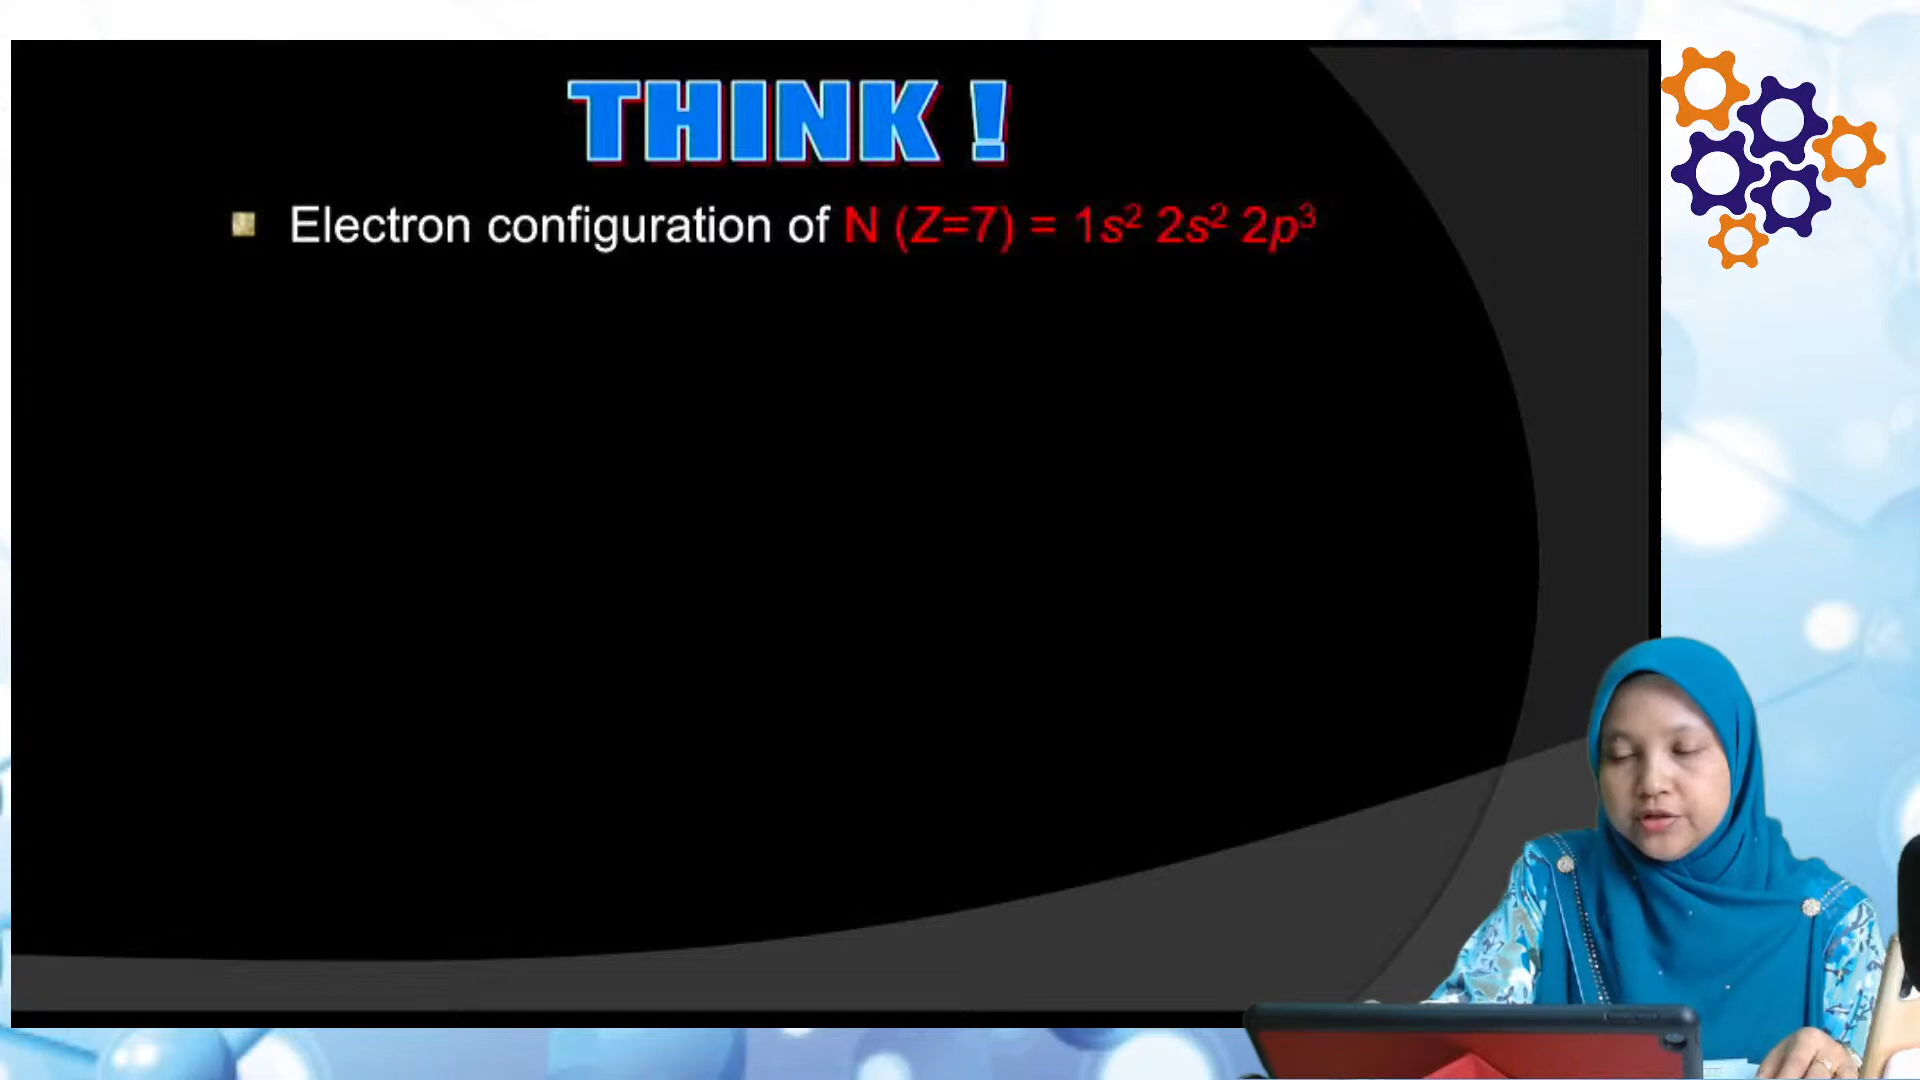 THINK !
Electron configuration of N (Z=7) = 1s² 2s² 2p³